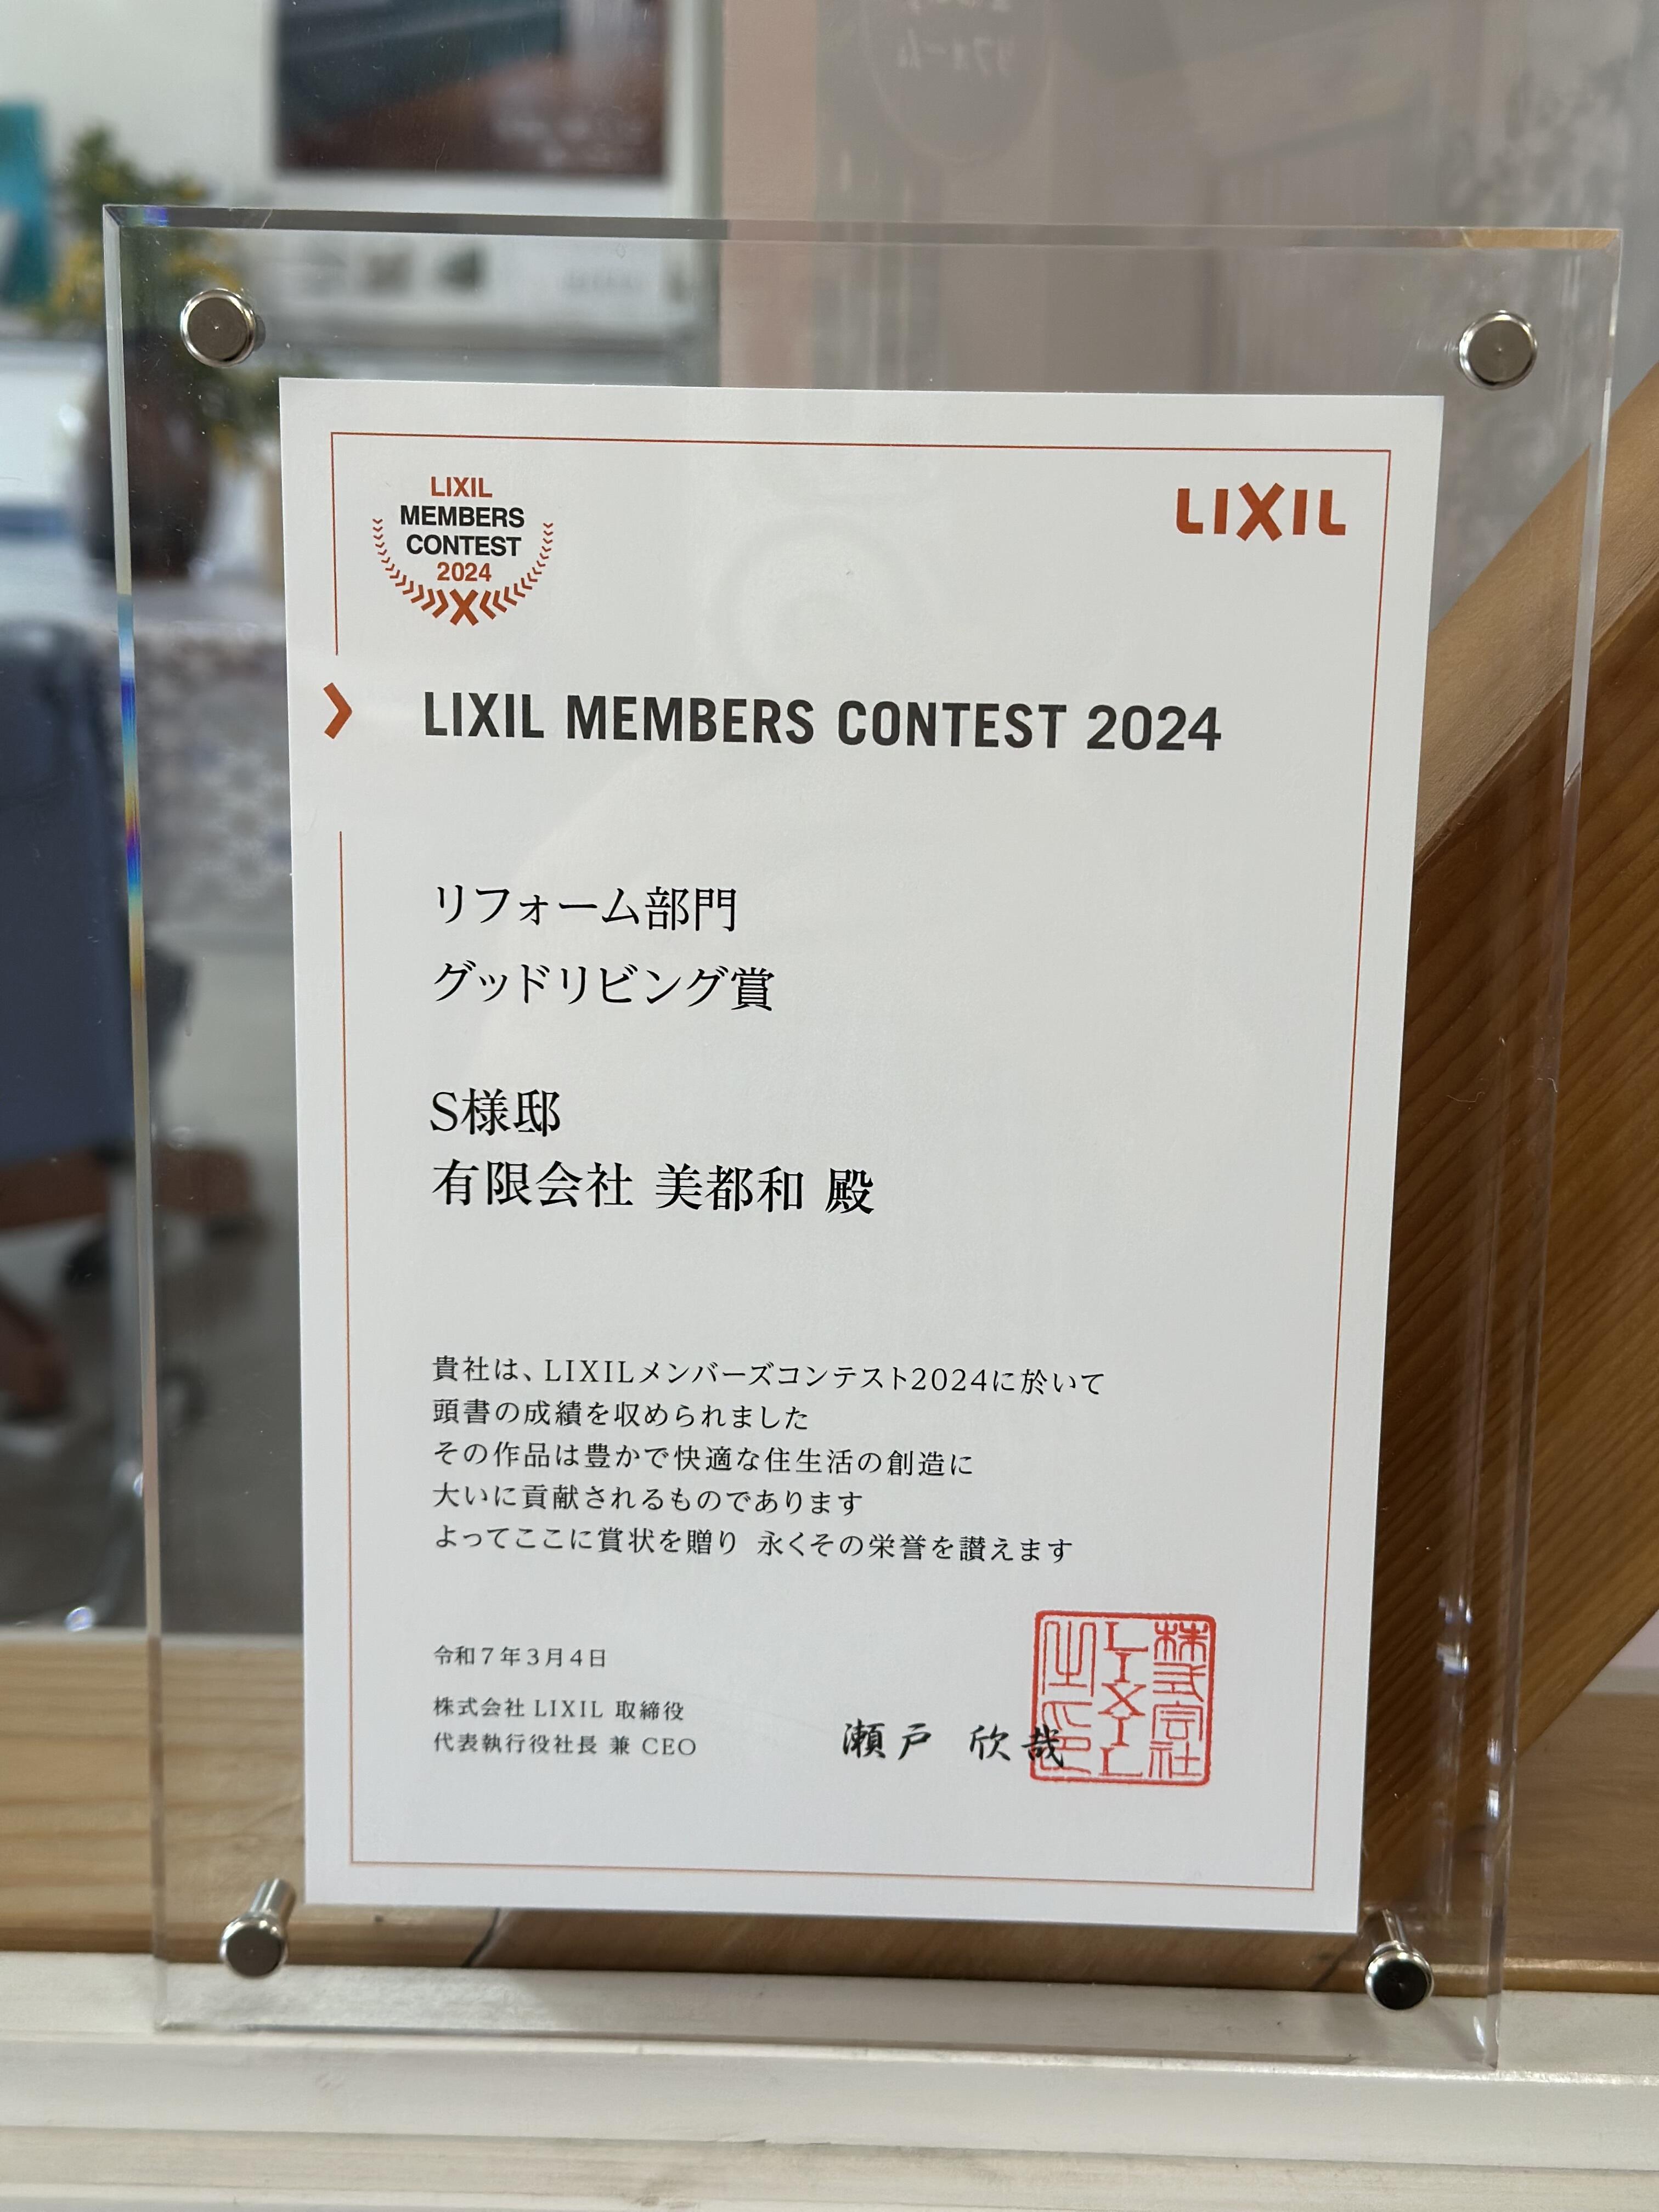 LIXIL
MEMBERS
CONTEST
2024
LIXIL
LIXIL MEMBERS CONTEST 2024
リフォーム部門
グッドリビング賞
S様邸
有限会社 美都和 殿
貴社は、LIXILメンバーズコンテスト2024に於いて
頭書の成績を収められました
その作品は豊かで快適な住生活の創造に
大いに貢献されるものであります
よってここに賞状を贈り 永くその栄誉を讃えます
令和7年3月4日
株式会社 LIXIL 取締役
代表執行役社長 兼 CEO
瀬戸 欣哉
株式会社
LIXIL
之印